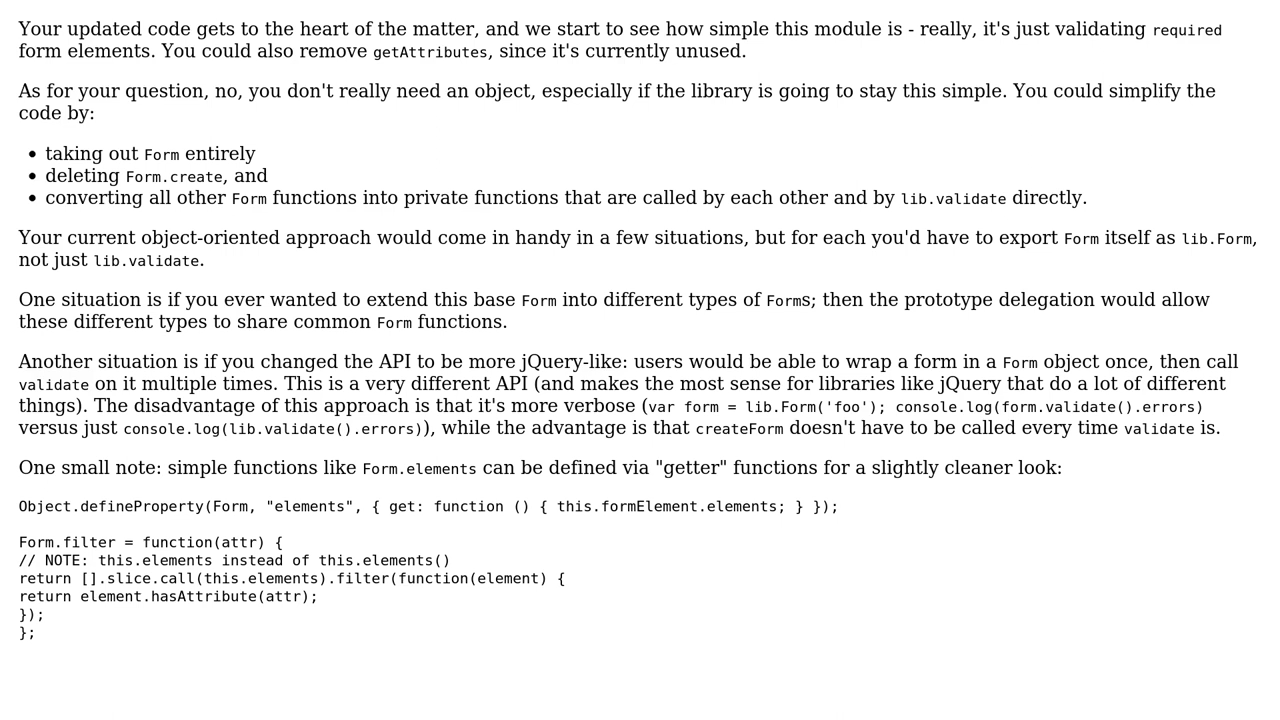 Your updated code gets to the heart of the matter, and we start to see how simple this module is - really, it's just validating required
form elements. You could also remove getAttributes, since it's currently unused.
As for your question, no, you don't really need an object, especially if the library is going to stay this simple. You could simplify the
code by:
• taking out Form entirely
• deleting Form.create, and
• converting all other Form functions into private functions that are called by each other and by lib.validate directly.
Your current object-oriented approach would come in handy in a few situations, but for each you'd have to export Form itself as lib.Form,
not just lib.validate.
One situation is if you ever wanted to extend this base Form into different types of Forms; then the prototype delegation would allow
these different types to share common Form functions.
Another situation is if you changed the API to be more jQuery-like: users would be able to wrap a form in a Form object once, then call
validate on it multiple times. This is a very different API (and makes the most sense for libraries like jQuery that do a lot of different
things). The disadvantage of this approach is that it's more verbose (var form = lib.Form('foo'); console.log(form.validate().errors)
versus just console.log(lib.validate().errors)), while the advantage is that createForm doesn't have to be called every time validate is.
One small note: simple functions like Form.elements can be defined via "getter" functions for a slightly cleaner look:
Object.defineProperty(Form, "elements", { get: function () { this.formElement.elements; } });
Form.filter = function(attr) {
// NOTE: this.elements instead of this.elements()
return [].slice.call(this.elements).filter(function(element) {
return element.hasAttribute(attr);
});
};